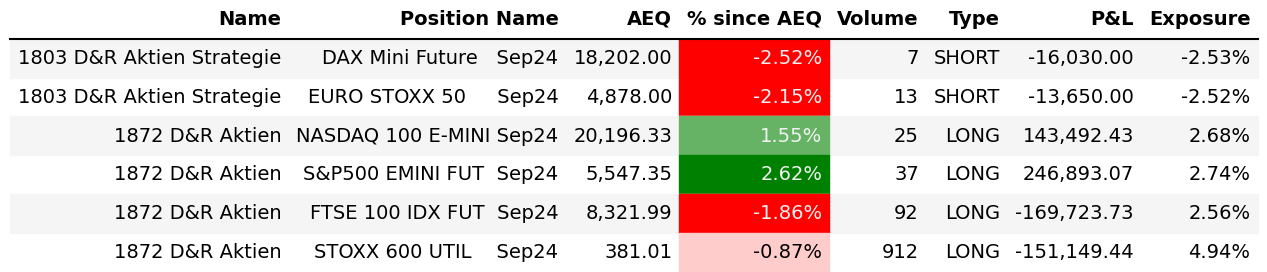 Name Position Name AEQ % since AEQ Volume Type P&L Exposure
1803 D&R Aktien Strategie DAX Mini Future Sep24 18,202.00 -2.52% 7 SHORT -16,030.00 -2.53%
1803 D&R Aktien Strategie EURO STOXX 50 Sep24 4,878.00 -2.15% 13 SHORT -13,650.00 -2.52%
1872 D&R Aktien NASDAQ 100 E-MINI Sep24 20,196.33 1.55% 25 LONG 143,492.43 2.68%
1872 D&R Aktien S&P500 EMINI FUT Sep24 5,547.35 2.62% 37 LONG 246,893.07 2.74%
1872 D&R Aktien FTSE 100 IDX FUT Sep24 8,321.99 -1.86% 92 LONG -169,723.73 2.56%
1872 D&R Aktien STOXX 600 UTIL Sep24 381.01 -0.87% 912 LONG -151,149.44 4.94%